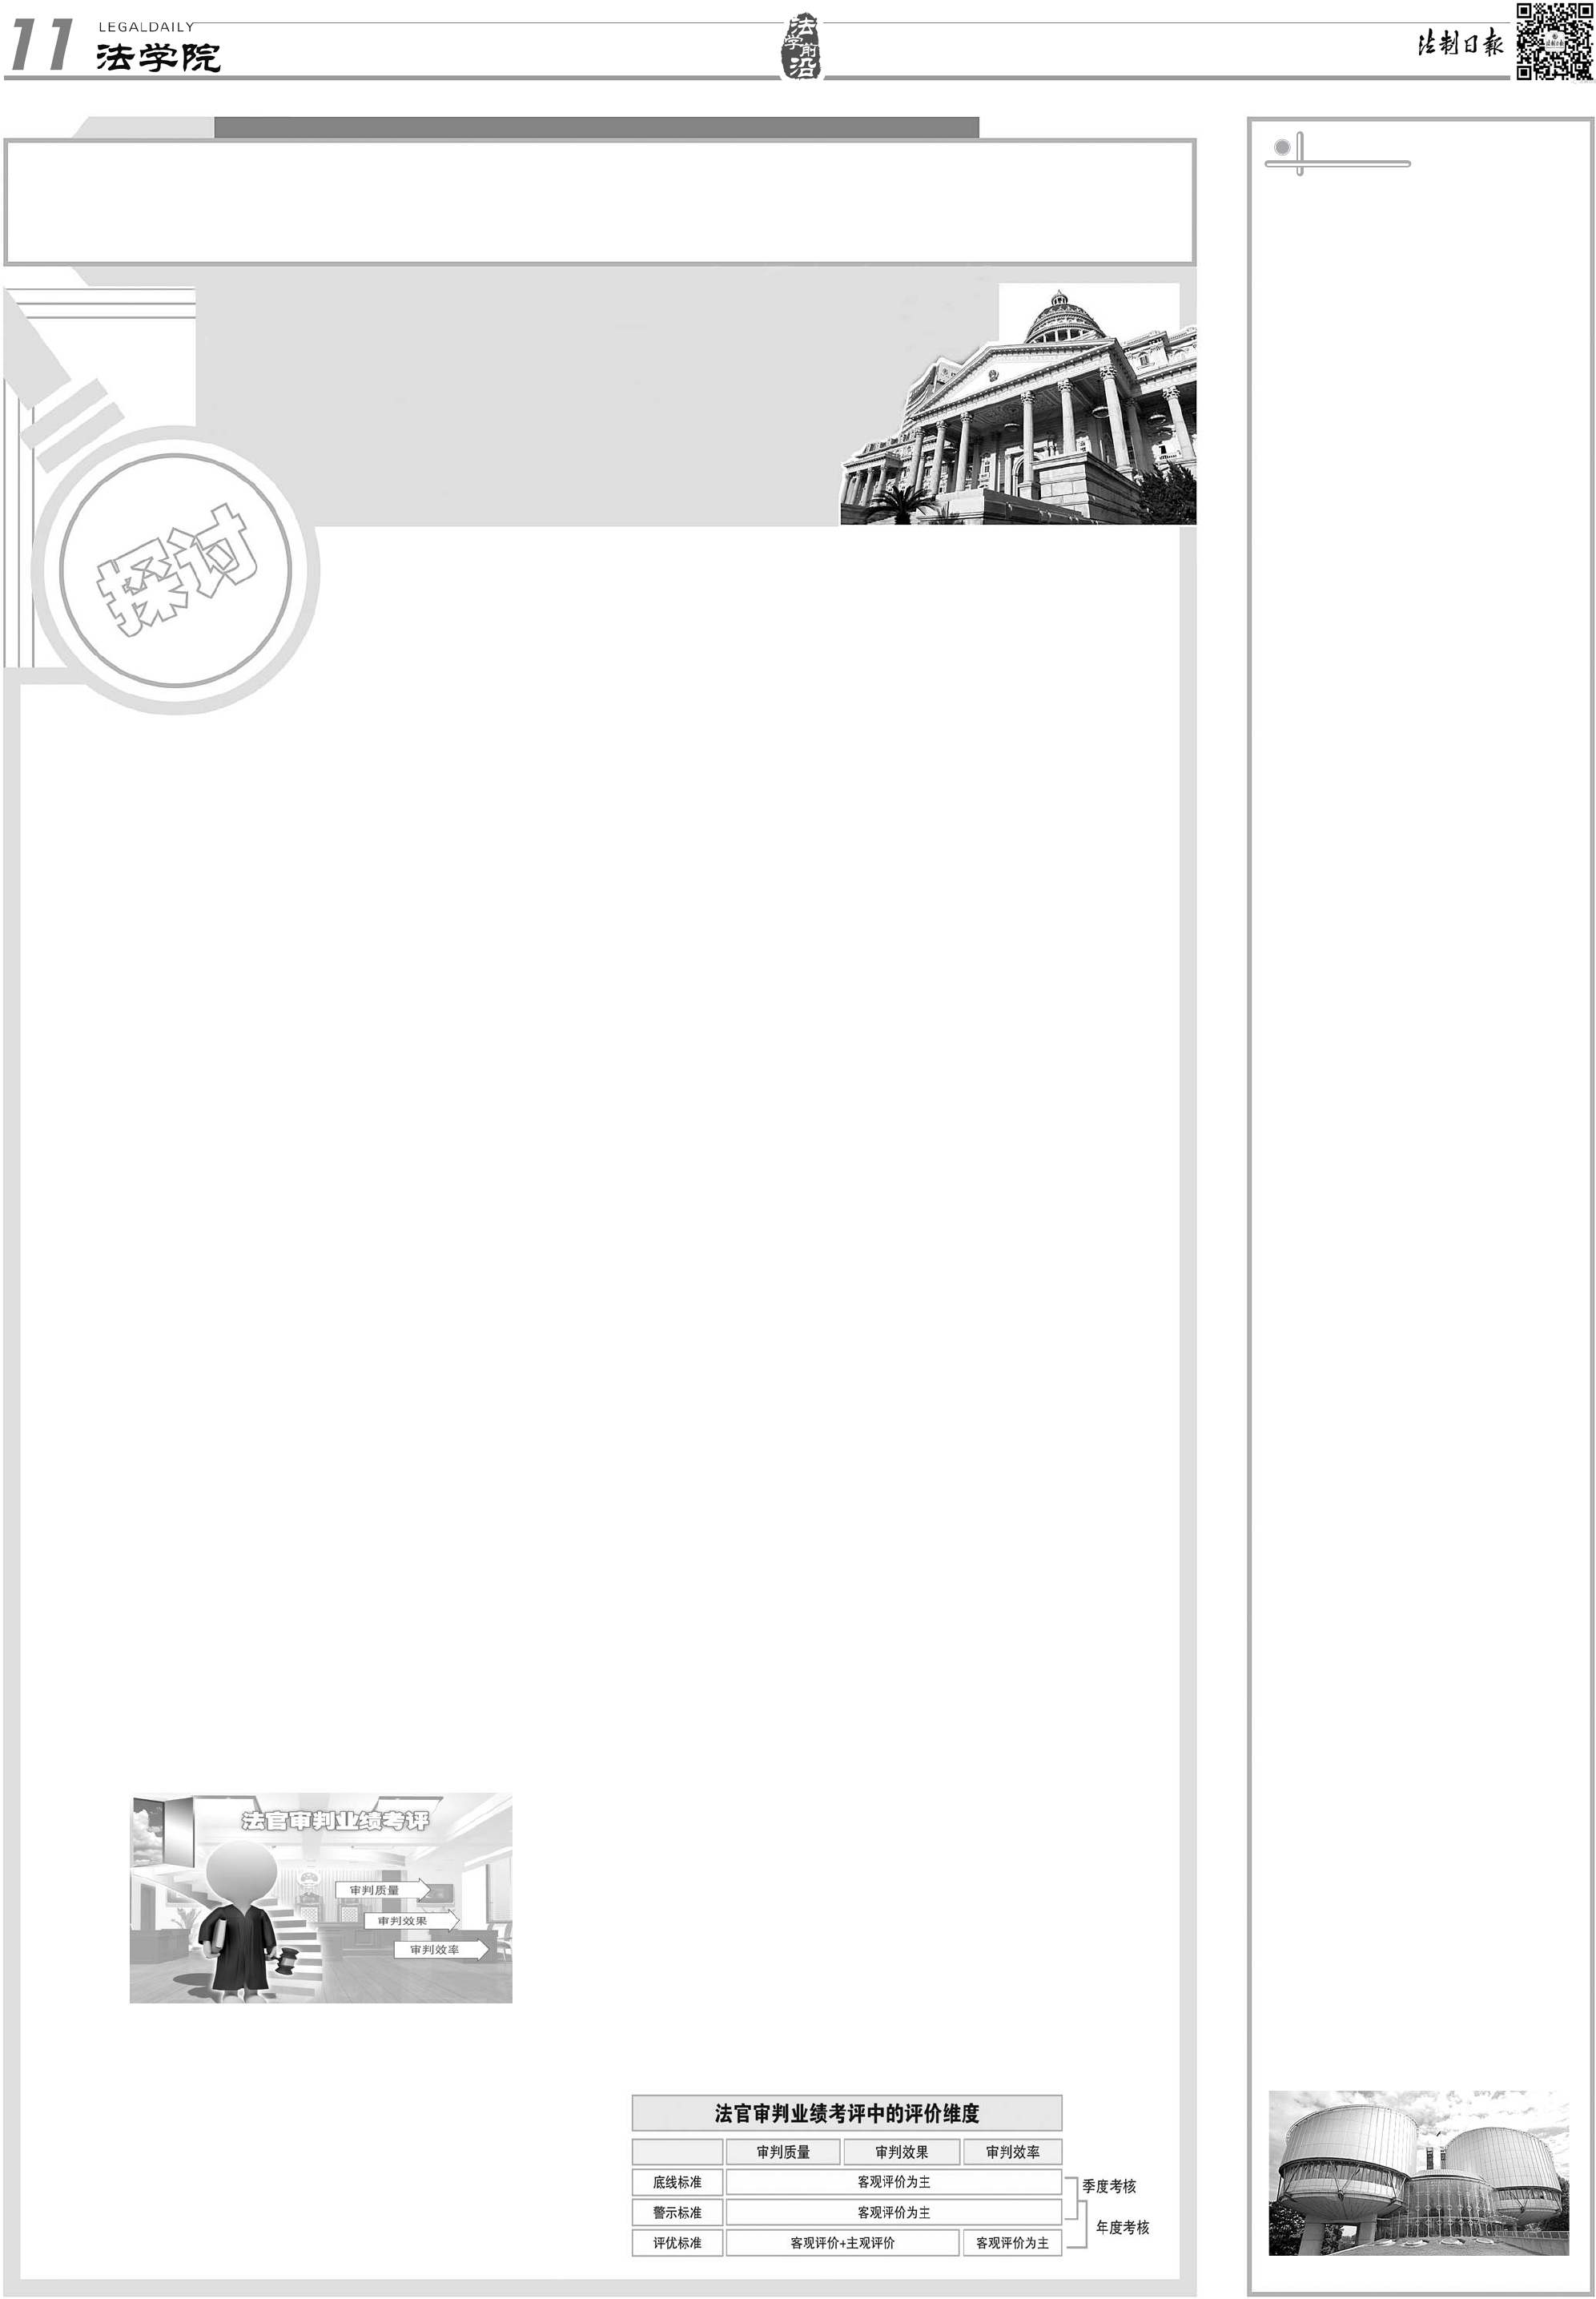 11
LEGALDAILY
法学院
法学前沿
法制日报
探讨
法官审判业绩考评
审判质量
审判效果
审判效率
法官审判业绩考评中的评价维度
审判质量 审判效果 审判效率
底线标准 客观评价为主
季度考核
警示标准 客观评价为主
年度考核
评优标准 客观评价+主观评价 客观评价为主